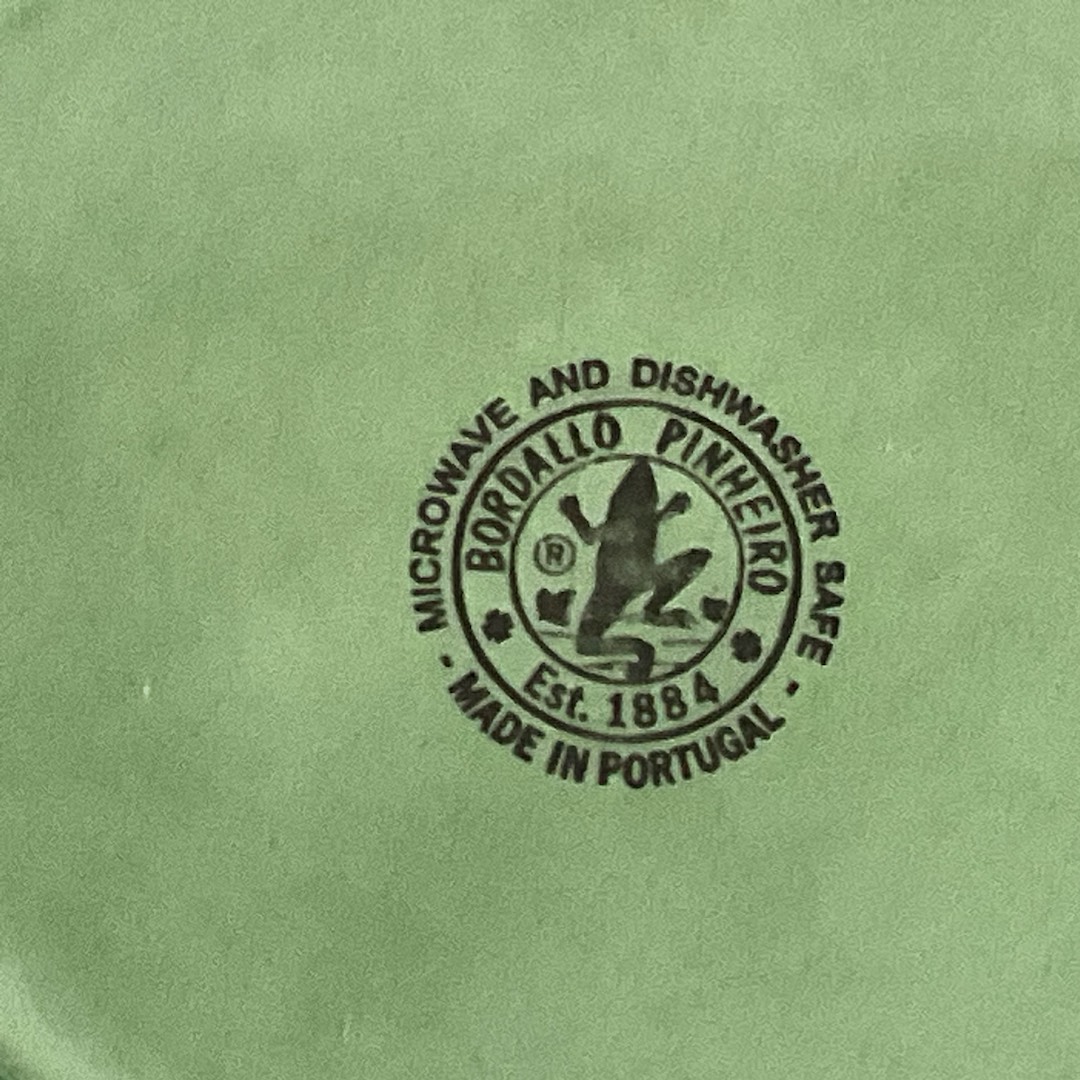 MICROWAVE AND DISHWASHER SAFE
BORDALLO PINHEIRO
®
Est. 1884
- MADE IN PORTUGAL -